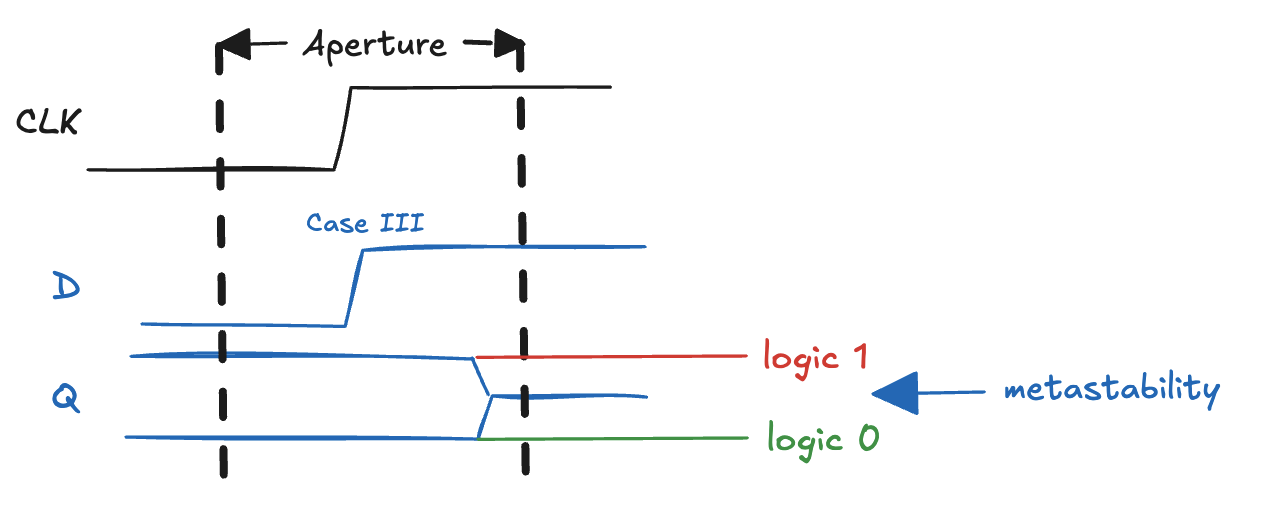 Aperture
CLK
Case III
D
logic 1
Q
metastability
logic 0